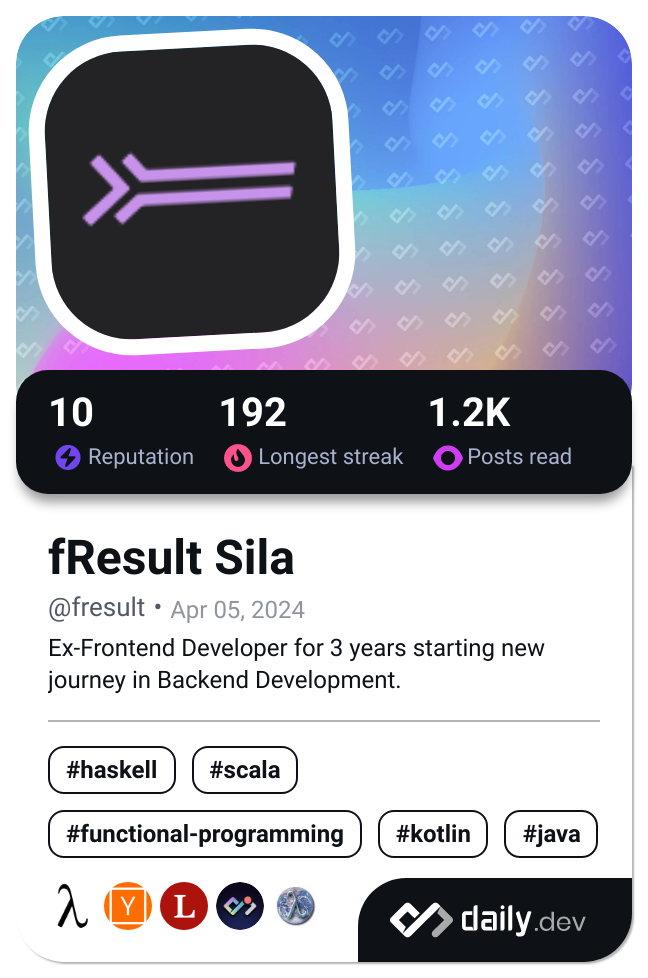 10 192 1.2K
Reputation Longest streak Posts read
fResult Sila
@fresult • Apr 05, 2024
Ex-Frontend Developer for 3 years starting new
journey in Backend Development.
#haskell #scala
#functional-programming #kotlin #java
λ Y L daily.dev